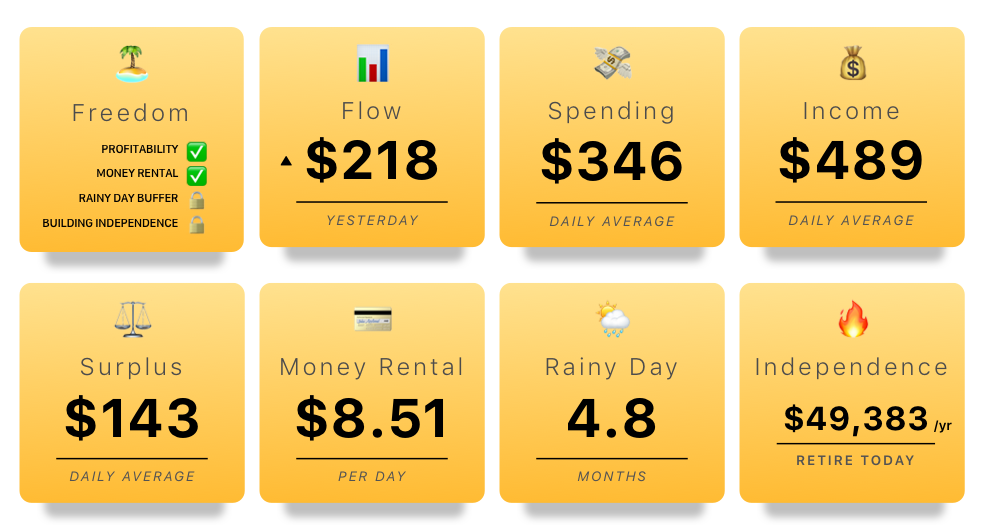 Freedom
PROFITABILITY
MONEY RENTAL
RAINY DAY BUFFER
BUILDING INDEPENDENCE
Flow
$218
YESTERDAY
Spending
$346
DAILY AVERAGE
Income
$489
DAILY AVERAGE
Surplus
$143
DAILY AVERAGE
Money Rental
$8.51
PER DAY
Rainy Day
4.8
MONTHS
Independence
$49,383 /yr
RETIRE TODAY